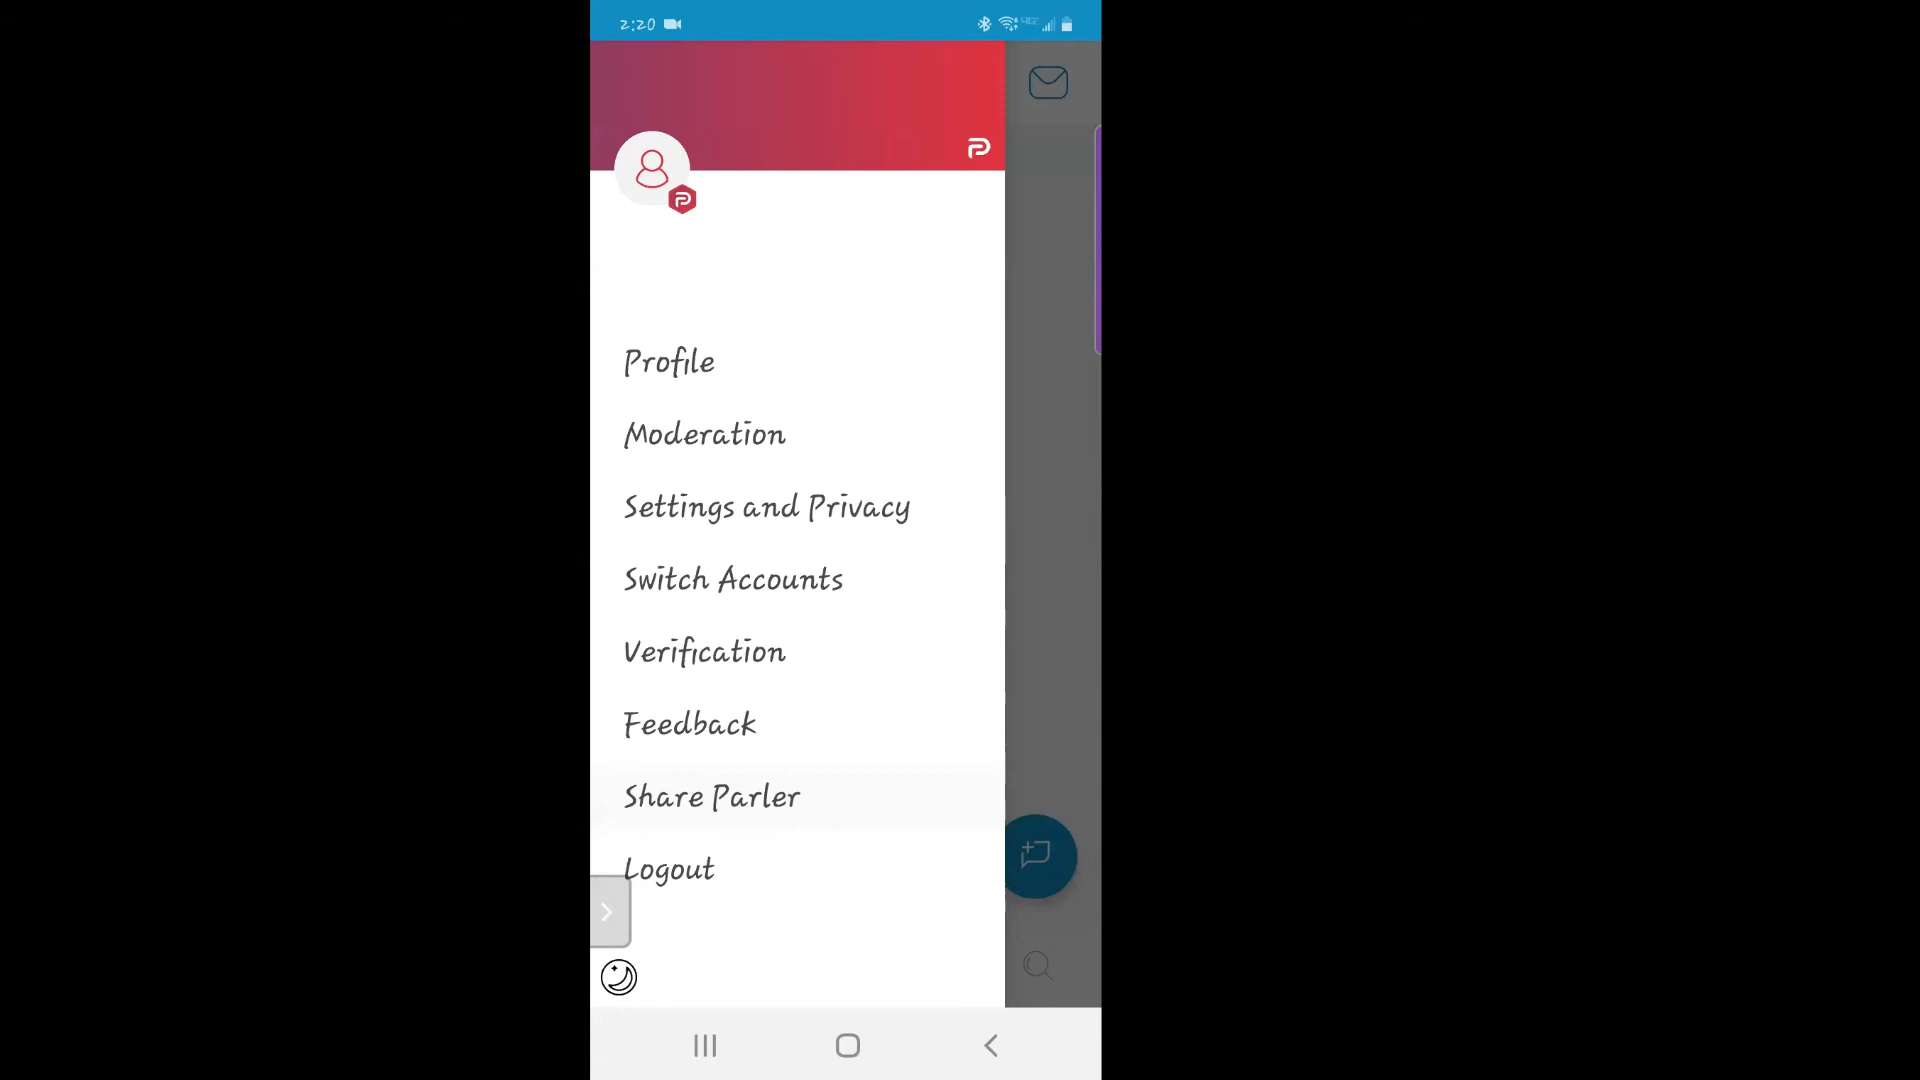 2:20
Profile
Moderation
Settings and Privacy
Switch Accounts
Verification
Feedback
Share Parler
Logout